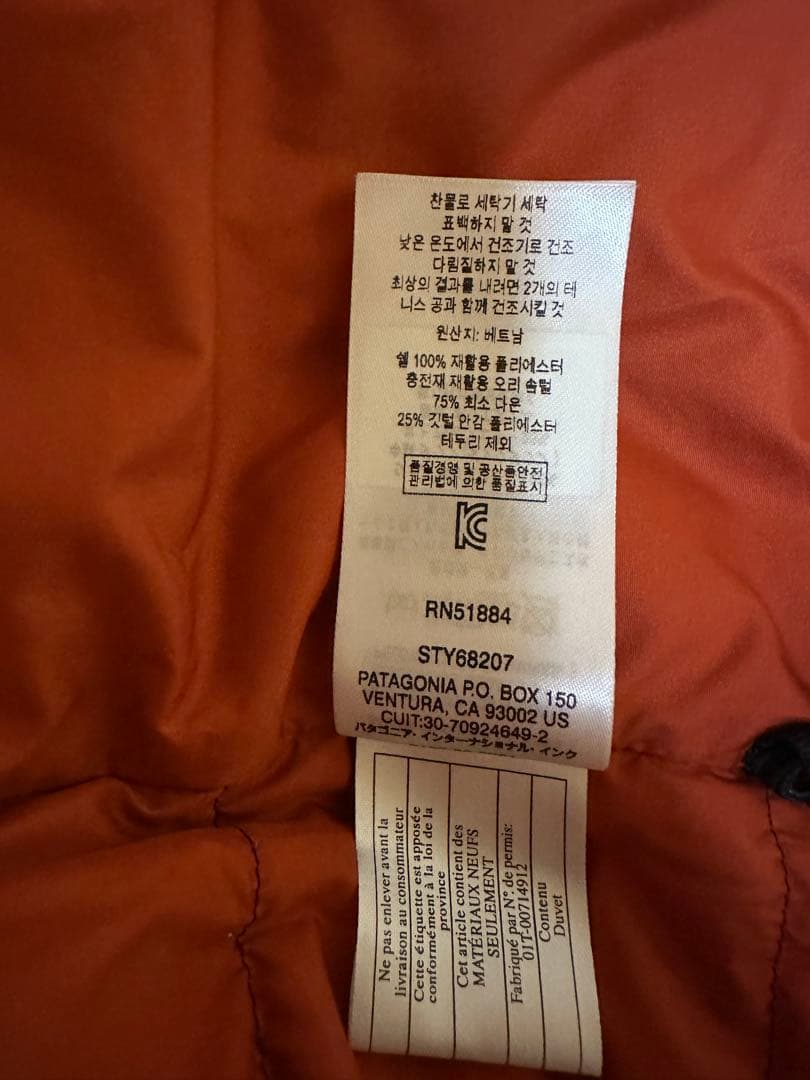 찬물로 세탁기 세탁
표백하지 말 것
낮은 온도에서 건조기로 건조
다림질하지 말 것
최상의 결과를 내려면 2개의 테
니스 공과 함께 건조시킬 것
원산지: 베트남
쉘 100% 재활용 폴리에스터
충전재 재활용 오리 솜털
75% 최소 다운
25% 깃털 안감 폴리에스터
테두리 제외
품질경영 및 공산품안전
관리법에 의한 품질표시
KC
RN51884
STY68207
PATAGONIA P.O. BOX 150
VENTURA, CA 93002 US
CUIT:30-70924649-2
パタゴニア・インターナショナル・インク
Ne pas enlever avant la
livraison au consommateur
Cette étiquette est apposée
conformément à la loi de la
province
Cet article contient des
MATÉRIAUX NEUFS
SEULEMENT
Fabriqué par N°. de permis:
01T-00714912
Contenu
Duvet